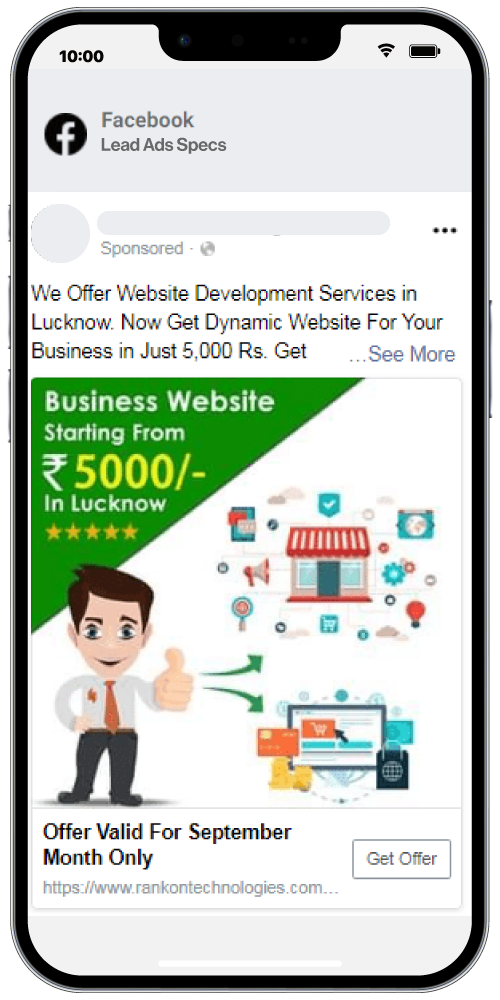 10:00
Facebook
Lead Ads Specs
Sponsored ·
We Offer Website Development Services in
Lucknow. Now Get Dynamic Website For Your
Business in Just 5,000 Rs. Get ...See More
Business Website
Starting From
₹ 5000/-
In Lucknow
Offer Valid For September
Month Only
Get Offer
https://www.rankontechnologies.com...